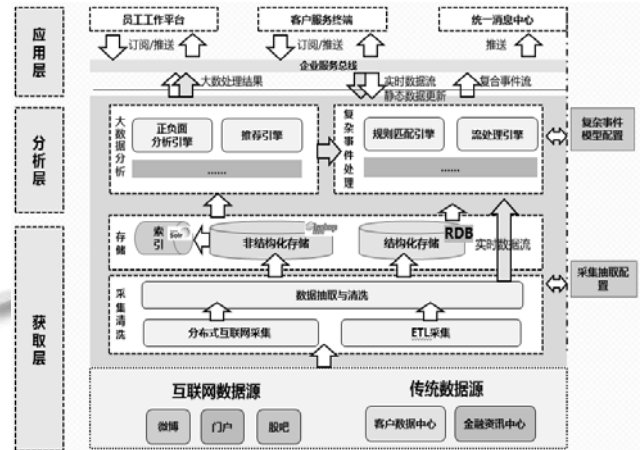 应用层
员工工作平台
客户服务终端
统一消息中心
订阅/推送
订阅/推送
推送
企业服务总线
大数处理结果
实时数据流
静态数据更新
复合事件流
分析层
大数据分析
正负面
分析引擎
推荐引擎
......
复杂事件处理
规则匹配引擎
流处理引擎
......
复杂事件
模型配置
获取层
存储
索引
Solr
非结构化存储
结构化存储
RDB
实时数据流
采集清洗
数据抽取与清洗
分布式互联网采集
ETL采集
采集抽取配
置
互联网数据源
传统数据源
微博
门户
股吧
客户数据中心
金融资讯中心